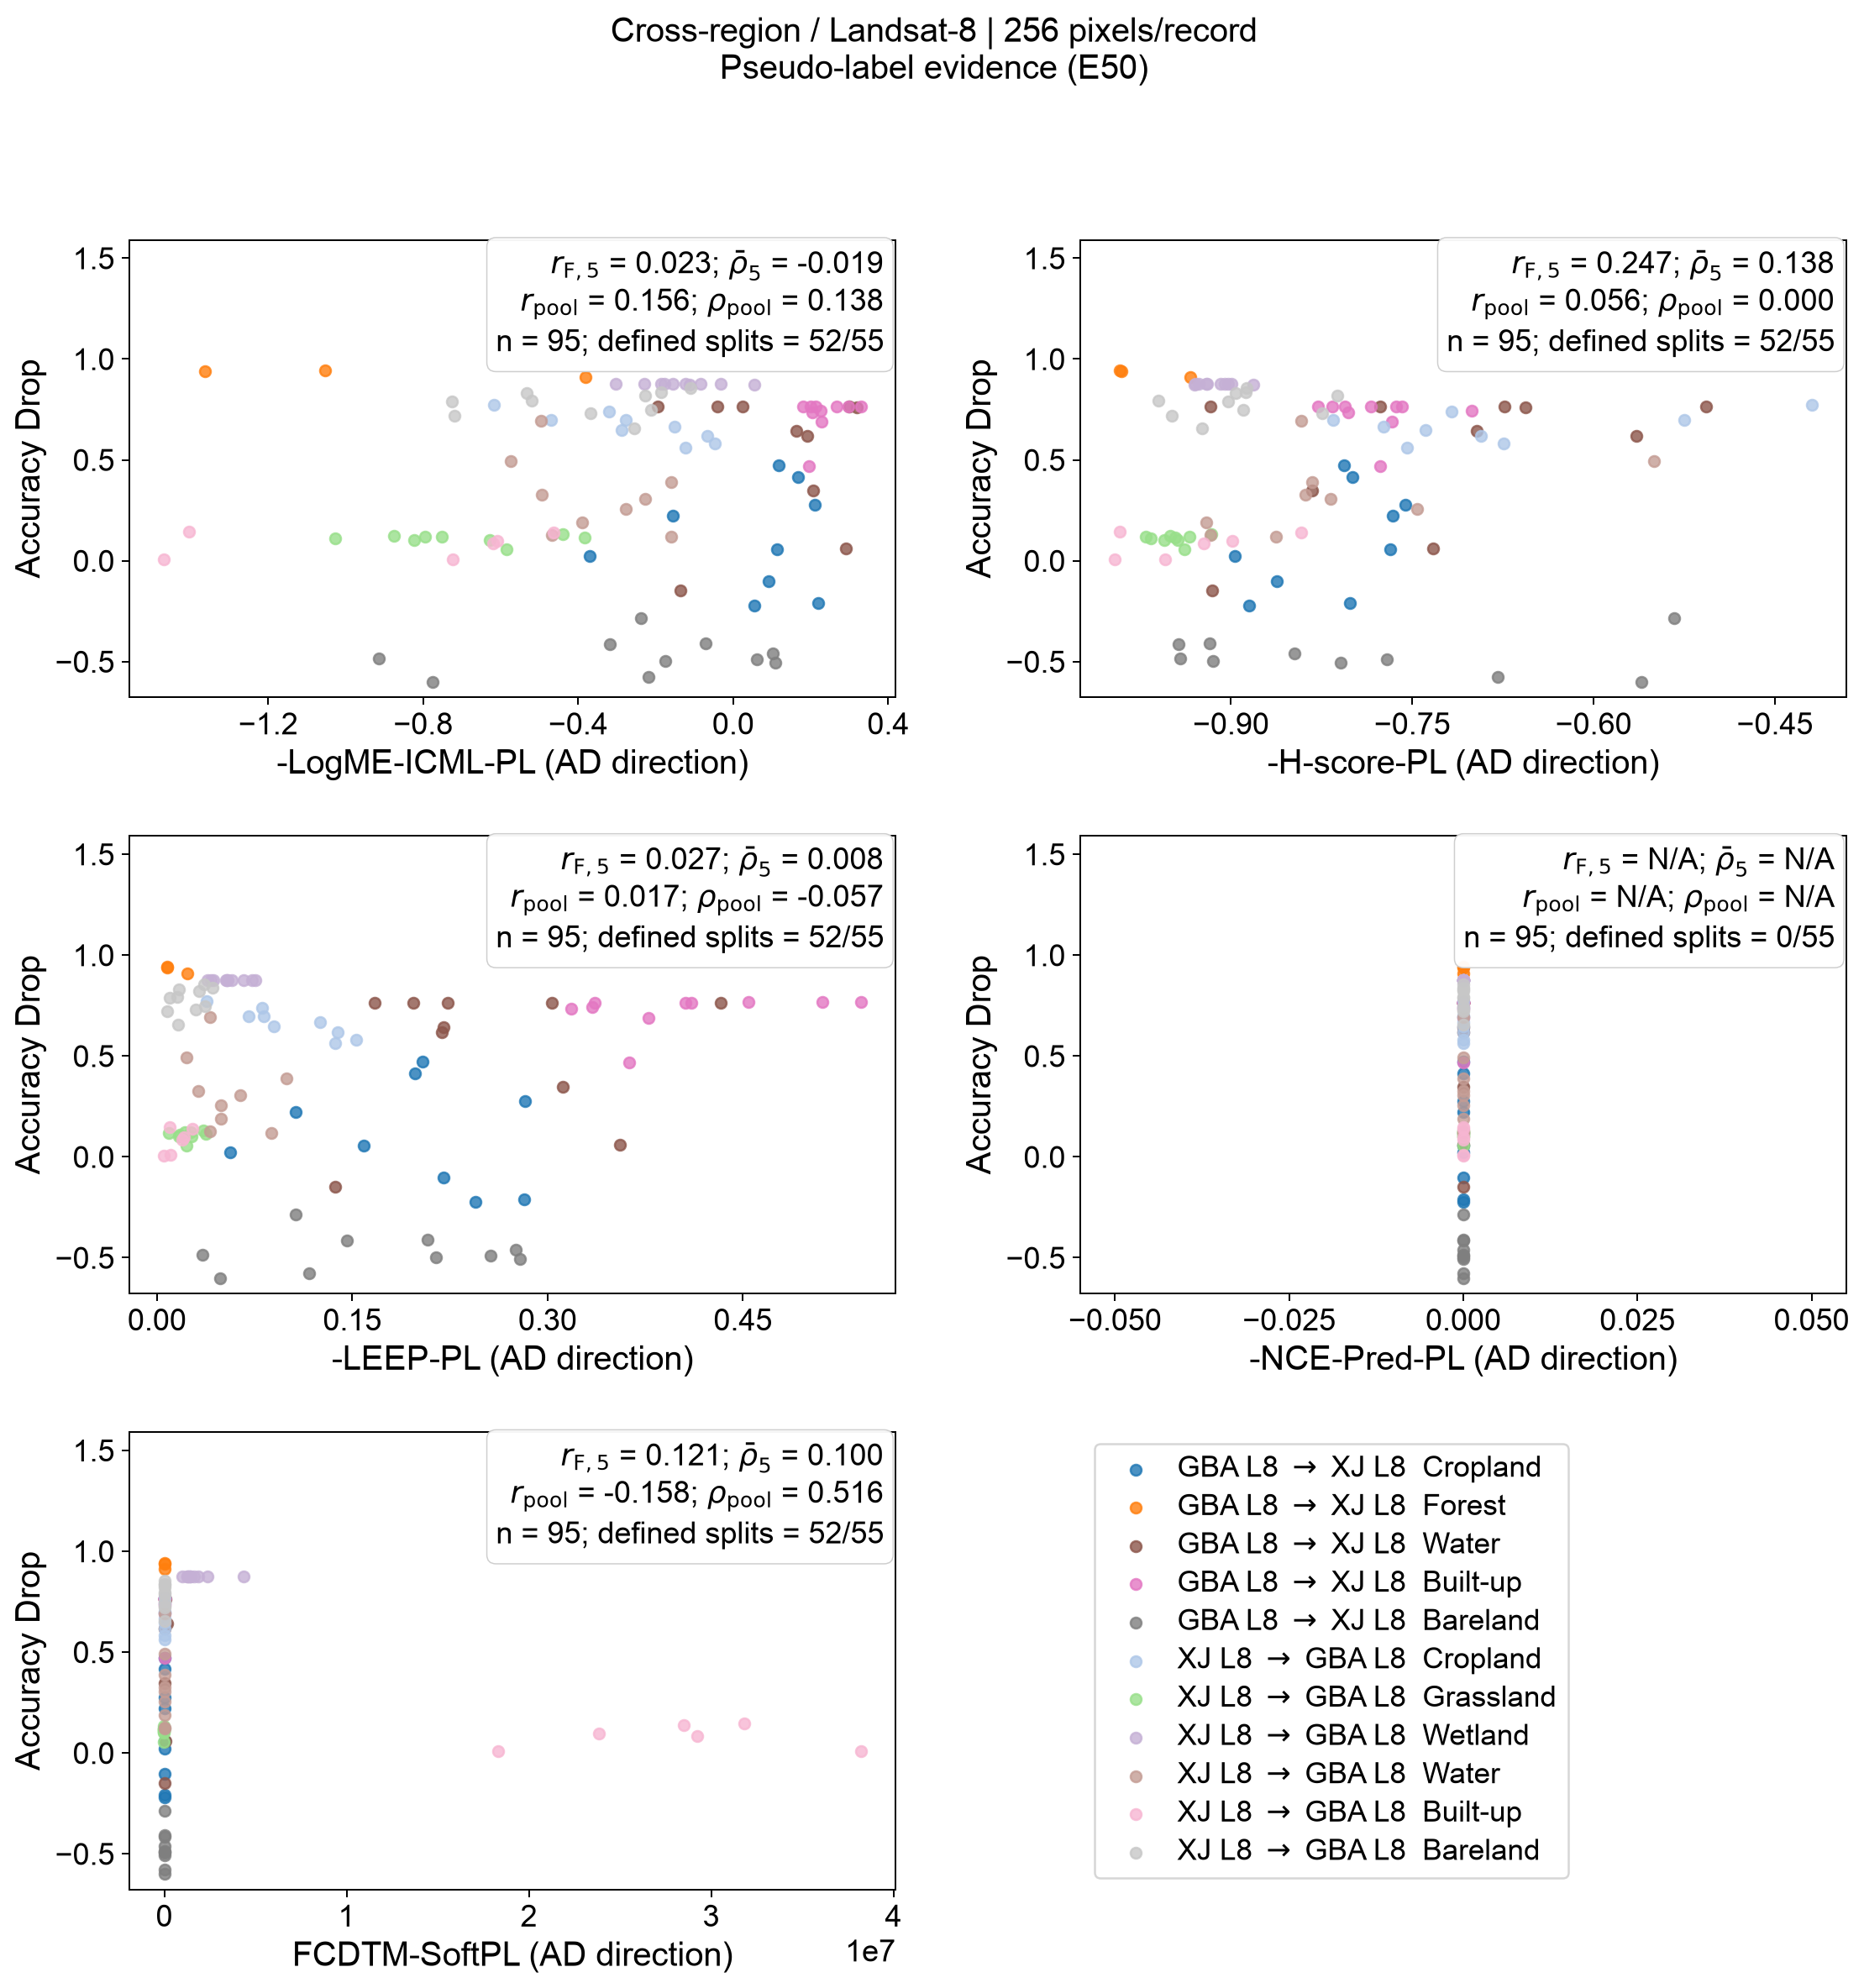 Cross-region / Landsat-8 | 256 pixels/record
Pseudo-label evidence (E50)
r_F,5 = 0.023; ρ̄_5 = -0.019
r_pool = 0.156; ρ_pool = 0.138
n = 95; defined splits = 52/55
1.5
1.0
0.5
0.0
−0.5
Accuracy Drop
−1.2 −0.8 −0.4 0.0 0.4
-LogME-ICML-PL (AD direction)
r_F,5 = 0.247; ρ̄_5 = 0.138
r_pool = 0.056; ρ_pool = 0.000
n = 95; defined splits = 52/55
1.5
1.0
0.5
0.0
−0.5
Accuracy Drop
−0.90 −0.75 −0.60 −0.45
-H-score-PL (AD direction)
r_F,5 = 0.027; ρ̄_5 = 0.008
r_pool = 0.017; ρ_pool = -0.057
n = 95; defined splits = 52/55
1.5
1.0
0.5
0.0
−0.5
Accuracy Drop
0.00 0.15 0.30 0.45
-LEEP-PL (AD direction)
r_F,5 = N/A; ρ̄_5 = N/A
r_pool = N/A; ρ_pool = N/A
n = 95; defined splits = 0/55
1.5
1.0
0.5
0.0
−0.5
Accuracy Drop
−0.050 −0.025 0.000 0.025 0.050
-NCE-Pred-PL (AD direction)
r_F,5 = 0.121; ρ̄_5 = 0.100
r_pool = -0.158; ρ_pool = 0.516
n = 95; defined splits = 52/55
1.5
1.0
0.5
0.0
−0.5
Accuracy Drop
0 1 2 3 4
1e7
FCDTM-SoftPL (AD direction)
GBA L8 → XJ L8 Cropland
GBA L8 → XJ L8 Forest
GBA L8 → XJ L8 Water
GBA L8 → XJ L8 Built-up
GBA L8 → XJ L8 Bareland
XJ L8 → GBA L8 Cropland
XJ L8 → GBA L8 Grassland
XJ L8 → GBA L8 Wetland
XJ L8 → GBA L8 Water
XJ L8 → GBA L8 Built-up
XJ L8 → GBA L8 Bareland